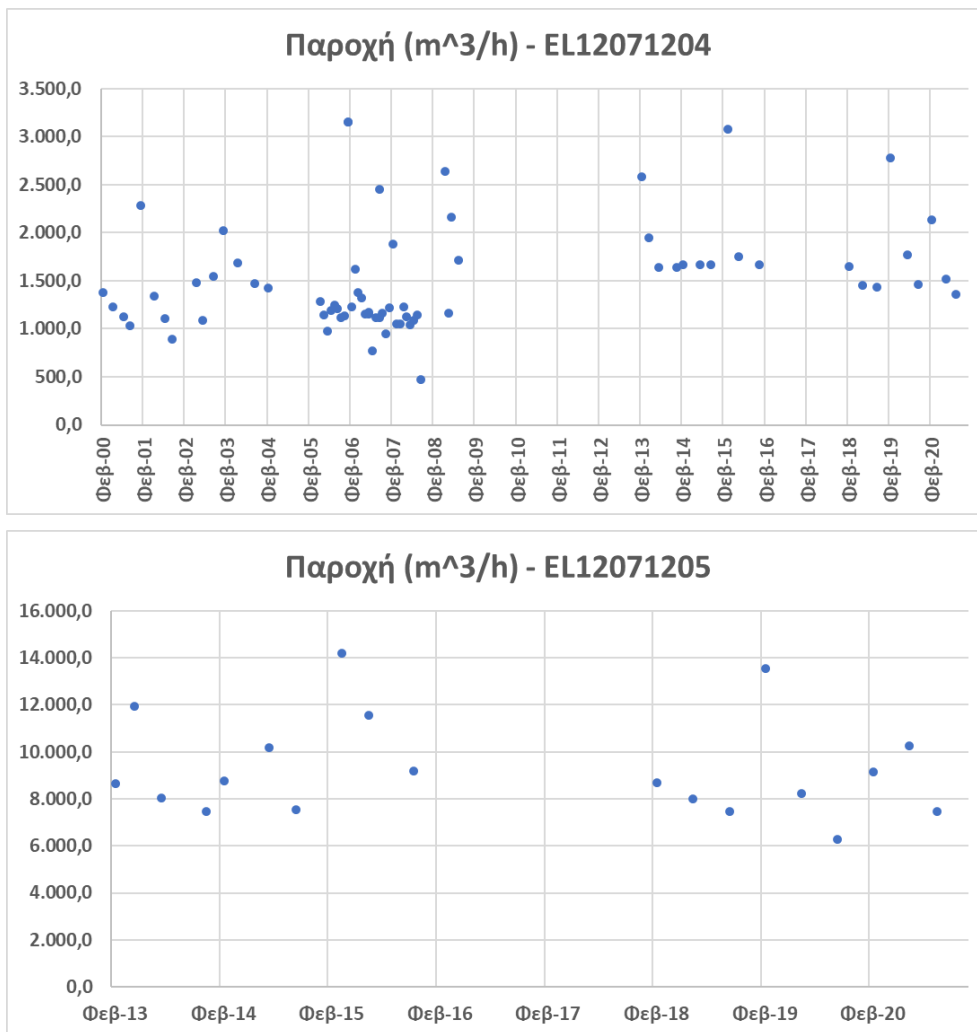 Παροχή (m^3/h) - EL12071204
3.500,0
3.000,0
2.500,0
2.000,0
1.500,0
1.000,0
500,0
0,0
Φεβ-00
Φεβ-01
Φεβ-02
Φεβ-03
Φεβ-04
Φεβ-05
Φεβ-06
Φεβ-07
Φεβ-08
Φεβ-09
Φεβ-10
Φεβ-11
Φεβ-12
Φεβ-13
Φεβ-14
Φεβ-15
Φεβ-16
Φεβ-17
Φεβ-18
Φεβ-19
Φεβ-20
Παροχή (m^3/h) - EL12071205
16.000,0
14.000,0
12.000,0
10.000,0
8.000,0
6.000,0
4.000,0
2.000,0
0,0
Φεβ-13 Φεβ-14 Φεβ-15 Φεβ-16 Φεβ-17 Φεβ-18 Φεβ-19 Φεβ-20